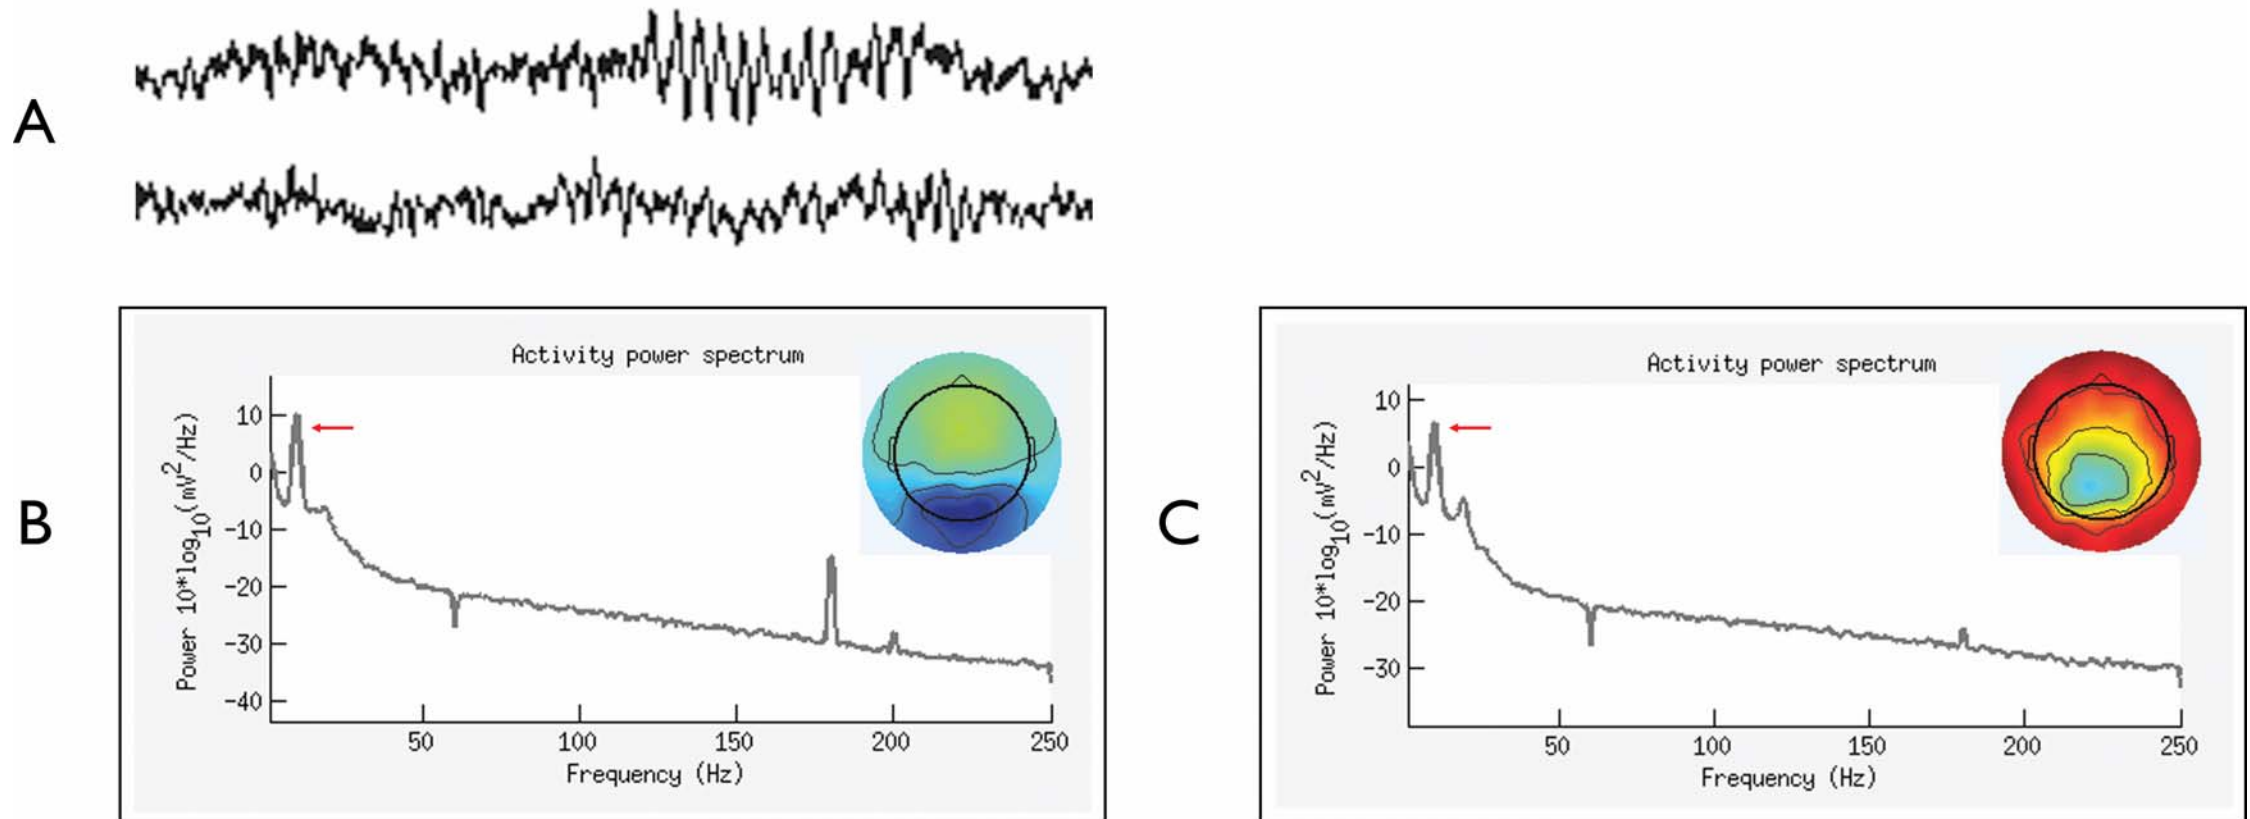 A
B
Activity power spectrum
Power 10*log10(mV2/Hz)
10
0
-10
-20
-30
-40
50 100 150 200 250
Frequency (Hz)
C
Activity power spectrum
Power 10*log10(mV2/Hz)
10
0
-10
-20
-30
50 100 150 200 250
Frequency (Hz)